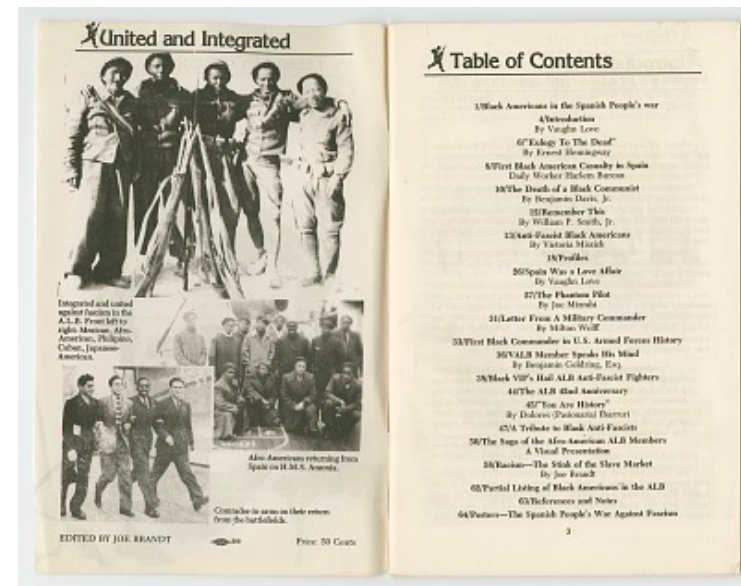 United and Integrated
Identified and united
against fascism in the
A.L.B. Front left to
right: Mexican, Afro-
American, Philipino,
Cuban, Japanese-
American.
Afro-Americans returning from
Spain on H.M.S. Ausonia.
Comrades-in-arms on their return
from the battlefields.
EDITED BY JOE BRANDT
Price: 50 Cents
Table of Contents
1/Black Americans in the Spanish People's war
4/Introduction
By Vaughn Love
6/"Eulogy To The Dead"
By Ernest Hemingway
8/First Black American Casualty in Spain
Daily Worker Harlem Bureau
10/The Death of a Black Communist
By Benjamin Davis, Jr.
12/Remember This
By William P. Smith, Jr.
13/Anti-Fascist Black Americans
By Victoria Missick
18/Profiles
26/Spain Was a Love Affair
By Vaughn Love
27/The Phantom Pilot
By Joe Mizrahi
31/Letter From A Military Commander
By Milton Wolff
33/First Black Commander in U.S. Armed Forces History
36/VALB Member Speaks His Mind
By Benjamin Goldring, Esq.
38/Black VIP's Hail ALB Anti-Fascist Fighters
44/The ALB 42nd Anniversary
45/"You Are History"
By Dolores (Pasionaria) Ibarruri
47/A Tribute to Black Anti-Fascists
50/The Saga of the Afro-American ALB Members
A Visual Presentation
58/Racism—The Stink of the Slave Market
By Joe Brandt
62/Partial Listing of Black Americans in the ALB
63/References and Notes
64/Posters—The Spanish People's War Against Fascism
3